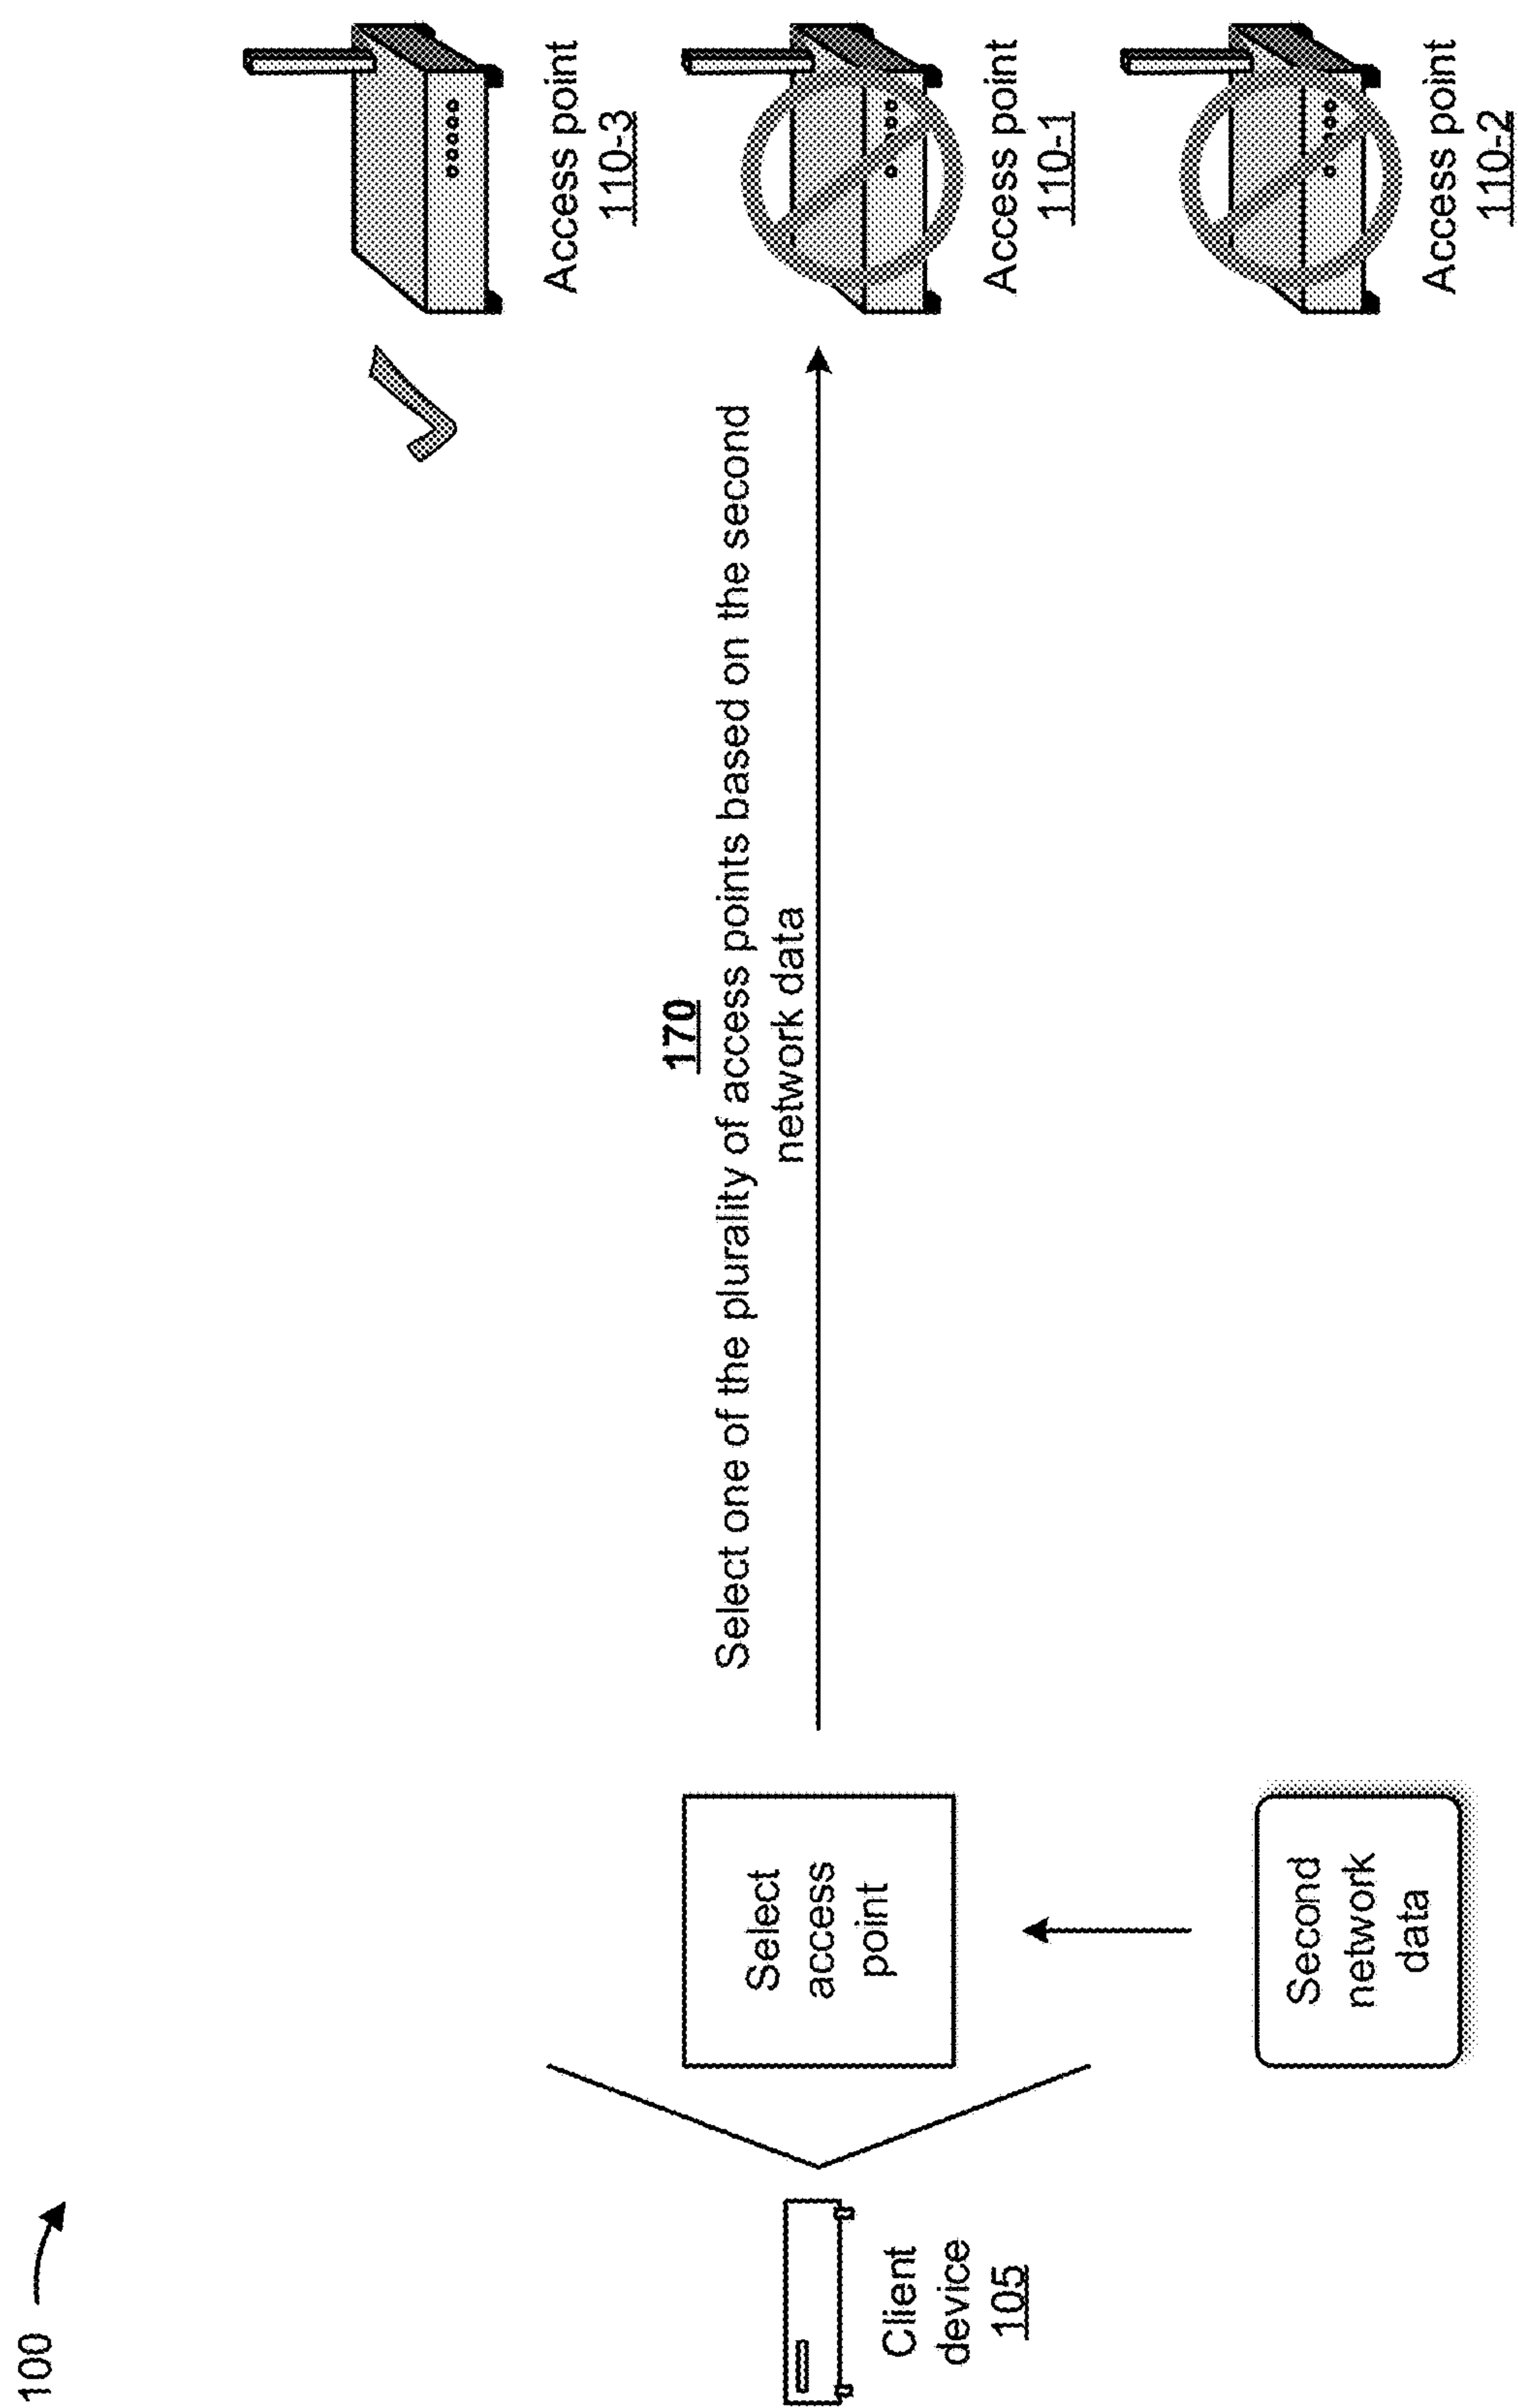 100
170
Select one of the plurality of access points based on the second
network data
Client
device
105
Select
access
point
Second
network
data
Access point
110-3
Access point
110-1
Access point
110-2